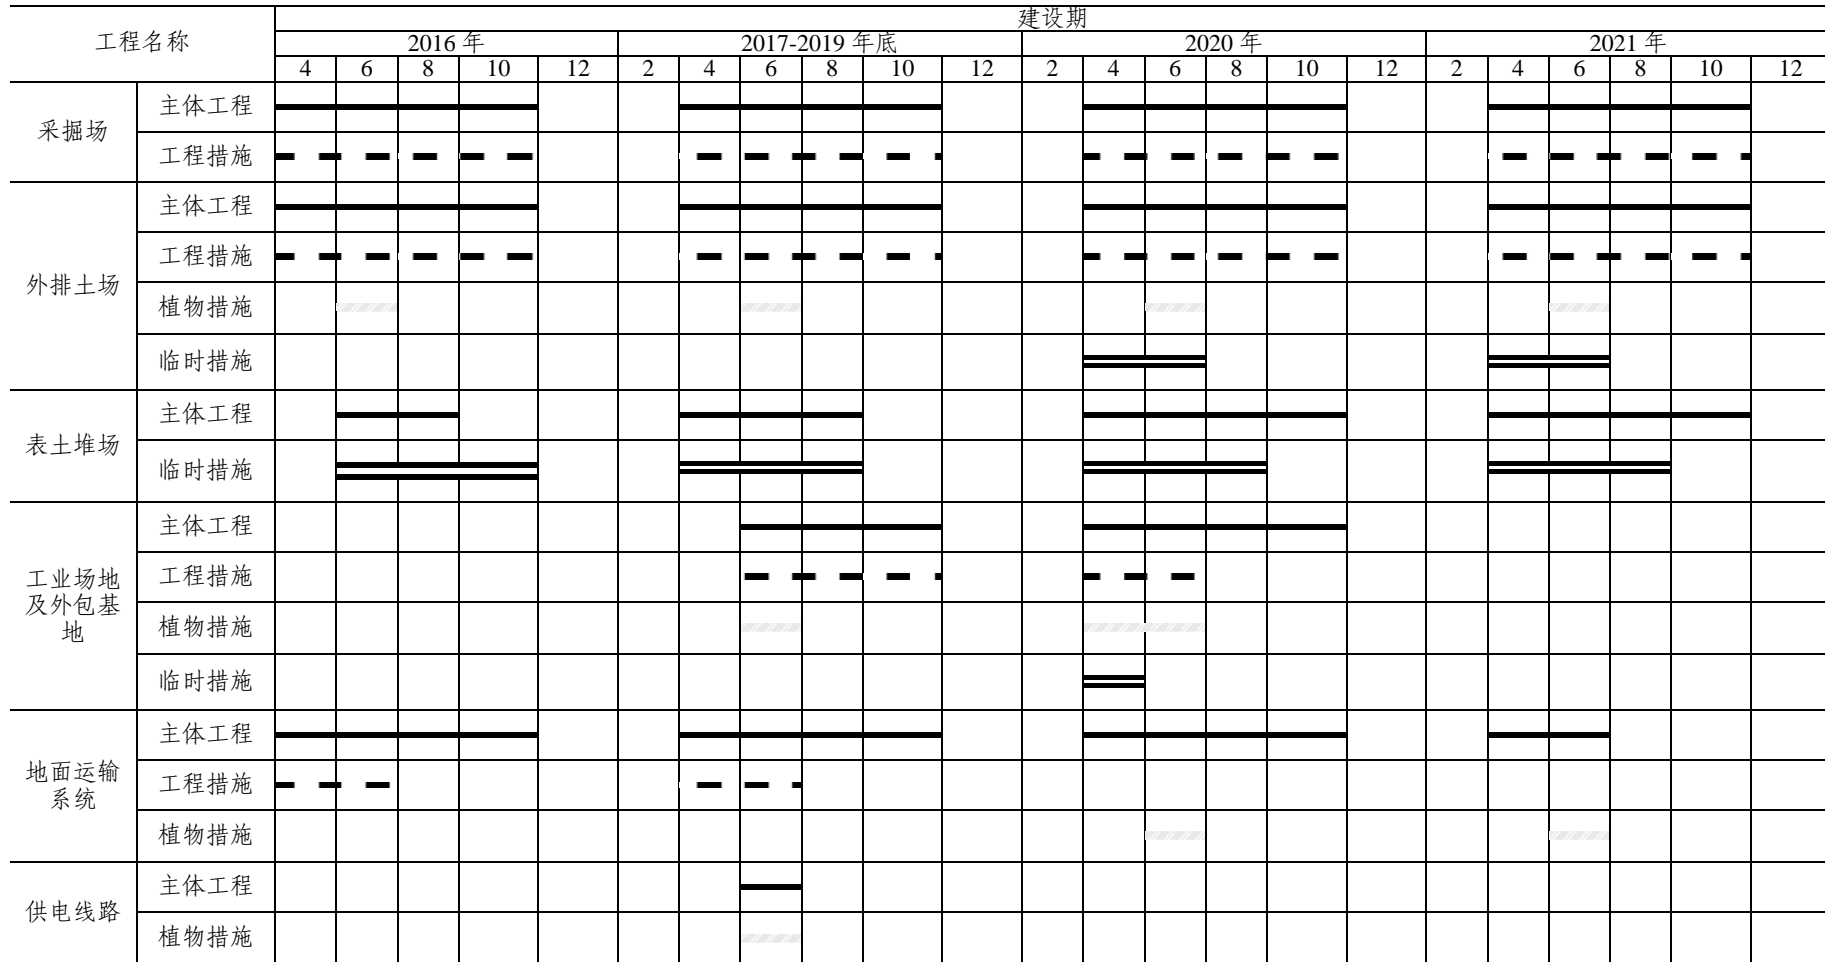 建设期
工程名称
2016 年 2017-2019 年底 2020 年 2021 年
4 6 8 10 12 2 4 6 8 10 12 2 4 6 8 10 12 2 4 6 8 10 12
采掘场
主体工程
工程措施
外排土场
主体工程
工程措施
植物措施
临时措施
表土堆场
主体工程
临时措施
工业场地
及外包基
地
主体工程
工程措施
植物措施
临时措施
地面运输
系统
主体工程
工程措施
植物措施
供电线路
主体工程
植物措施